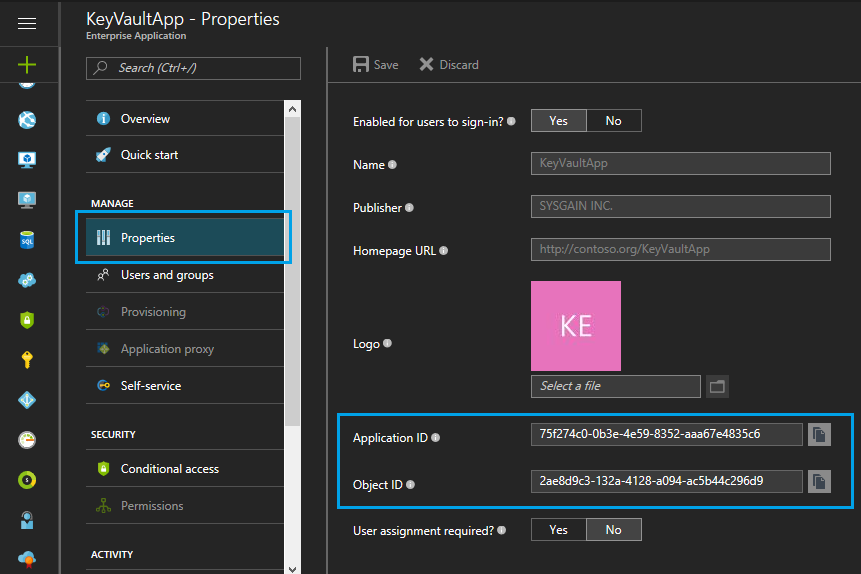 KeyVaultApp - Properties
Enterprise Application
Search (Ctrl+/)
Overview
Quick start
MANAGE
Properties
Users and groups
Provisioning
Application proxy
Self-service
SECURITY
Conditional access
Permissions
ACTIVITY
Save Discard
Enabled for users to sign-in? Yes No
Name KeyVaultApp
Publisher SYSGAIN INC.
Homepage URL http://contoso.org/KeyVaultApp
KE
Logo
Select a file
Application ID 75f274c0-0b3e-4e59-8352-aaa67e4835c6
Object ID 2ae8d9c3-132a-4128-a094-ac5b44c296d9
User assignment required? Yes No
SQL